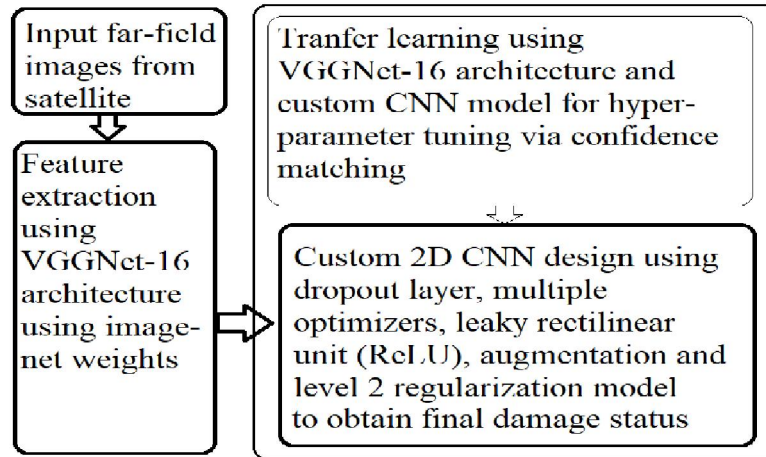 Input far-field
images from
satellite
Feature
extraction
using
VGGNet-16
architecture
using image-
net weights
Tranfer learning using
VGGNet-16 architecture and
custom CNN model for hyper-
parameter tuning via confidence
matching
Custom 2D CNN design using
dropout layer, multiple
optimizers, leaky rectilinear
unit (ReLU), augmentation and
level 2 regularization model
to obtain final damage status